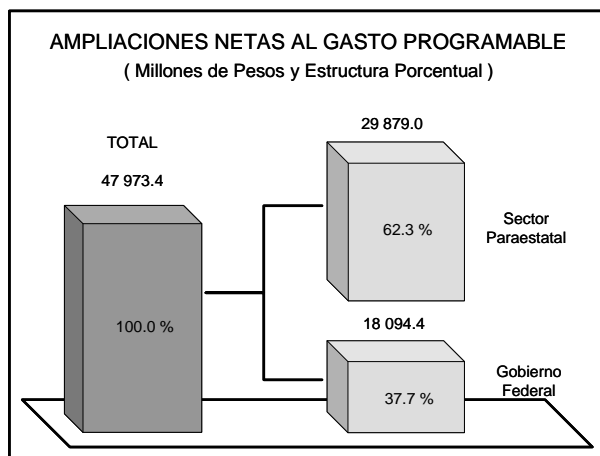 AMPLIACIONES NETAS AL GASTO PROGRAMABLE
( Millones de Pesos y Estructura Porcentual )
TOTAL
47 973.4
100.0 %
29 879.0
62.3 %
Sector
Paraestatal
18 094.4
37.7 %
Gobierno
Federal